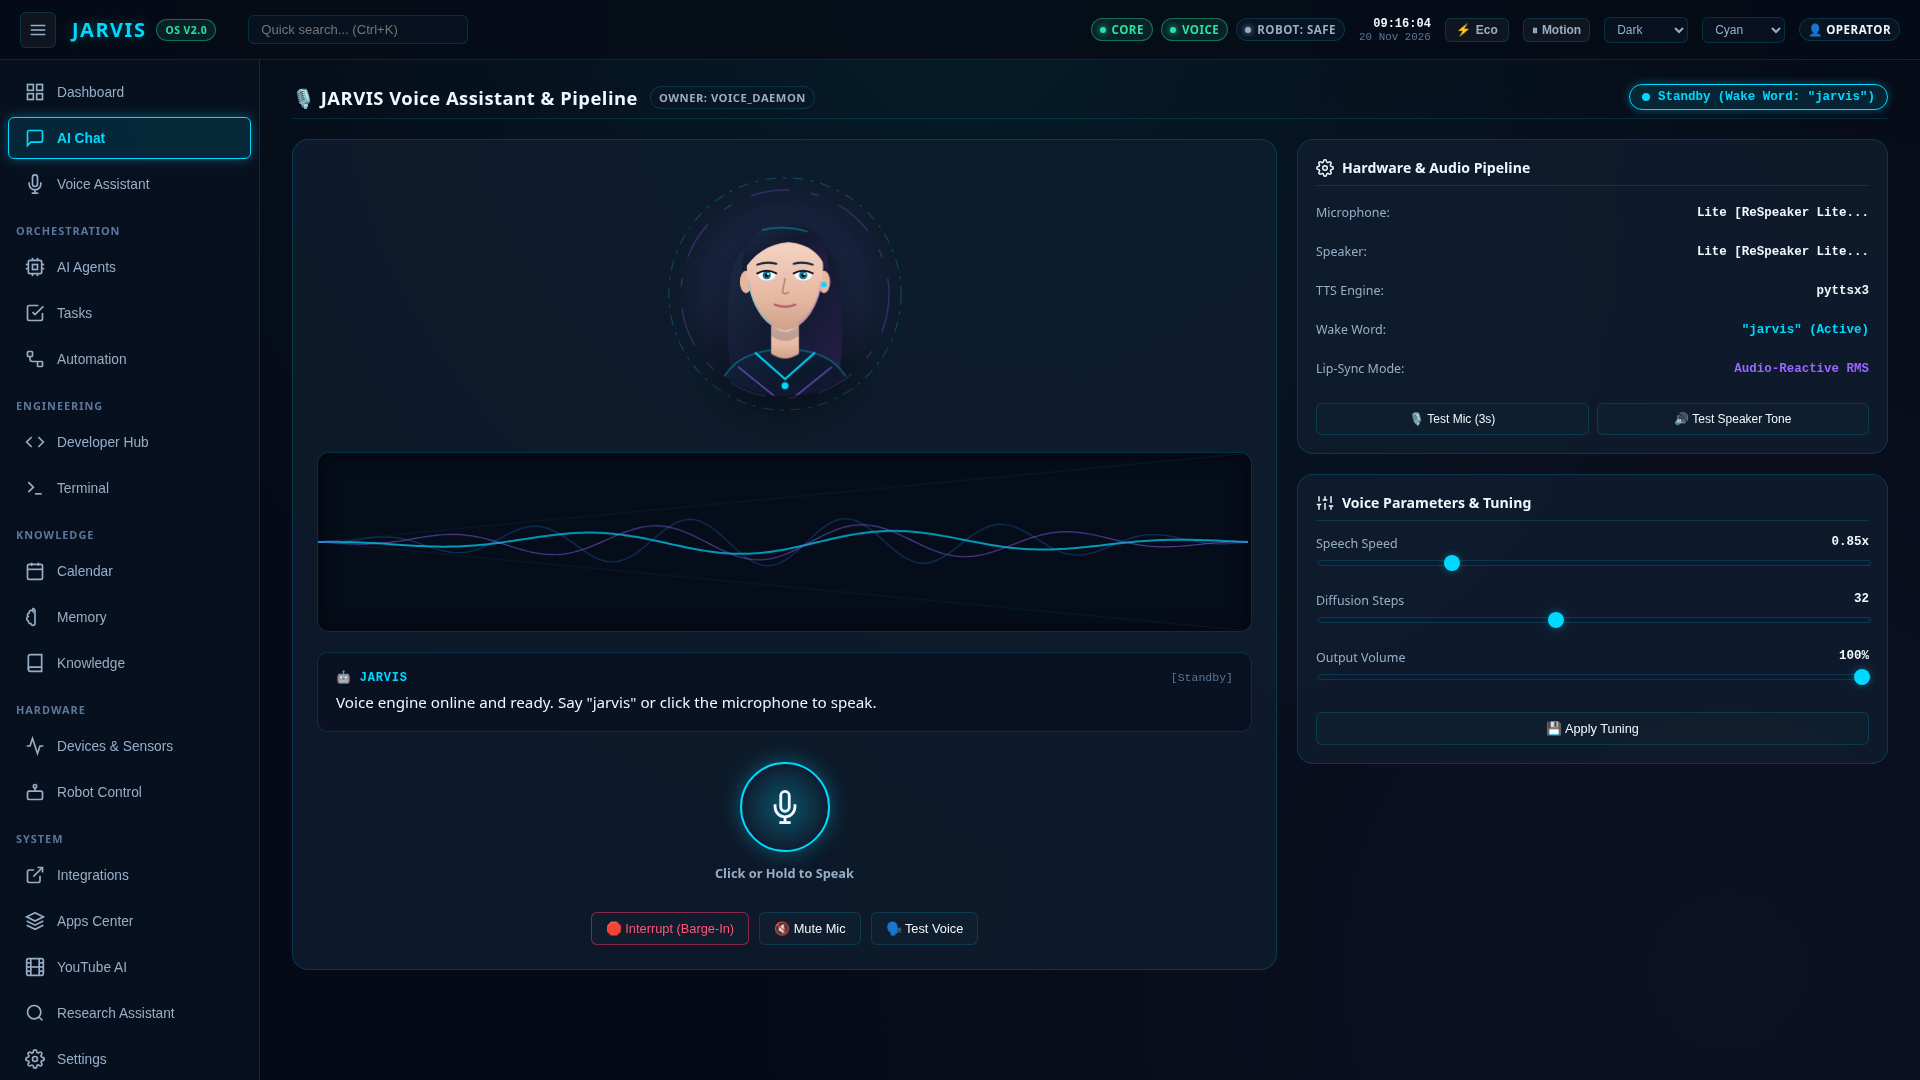 JARVIS
OS V2.0
Quick search... (Ctrl+K)
CORE
VOICE
ROBOT: SAFE
09:16:04
20 Nov 2026
⚡ Eco
Motion
Dark
Cyan
👤 OPERATOR
Dashboard
AI Chat
Voice Assistant
ORCHESTRATION
AI Agents
Tasks
Automation
ENGINEERING
Developer Hub
Terminal
KNOWLEDGE
Calendar
Memory
Knowledge
HARDWARE
Devices & Sensors
Robot Control
SYSTEM
Integrations
Apps Center
YouTube AI
Research Assistant
Settings
🎙️ JARVIS Voice Assistant & Pipeline
OWNER: VOICE_DAEMON
Standby (Wake Word: "jarvis")
🤖 JARVIS
[Standby]
Voice engine online and ready. Say "jarvis" or click the microphone to speak.
Click or Hold to Speak
🛑 Interrupt (Barge-In)
🔇 Mute Mic
🗣️ Test Voice
Hardware & Audio Pipeline
Microphone: Lite [ReSpeaker Lite...
Speaker: Lite [ReSpeaker Lite...
TTS Engine: pyttsx3
Wake Word: "jarvis" (Active)
Lip-Sync Mode: Audio-Reactive RMS
🎙️ Test Mic (3s)
🔊 Test Speaker Tone
Voice Parameters & Tuning
Speech Speed 0.85x
Diffusion Steps 32
Output Volume 100%
💾 Apply Tuning